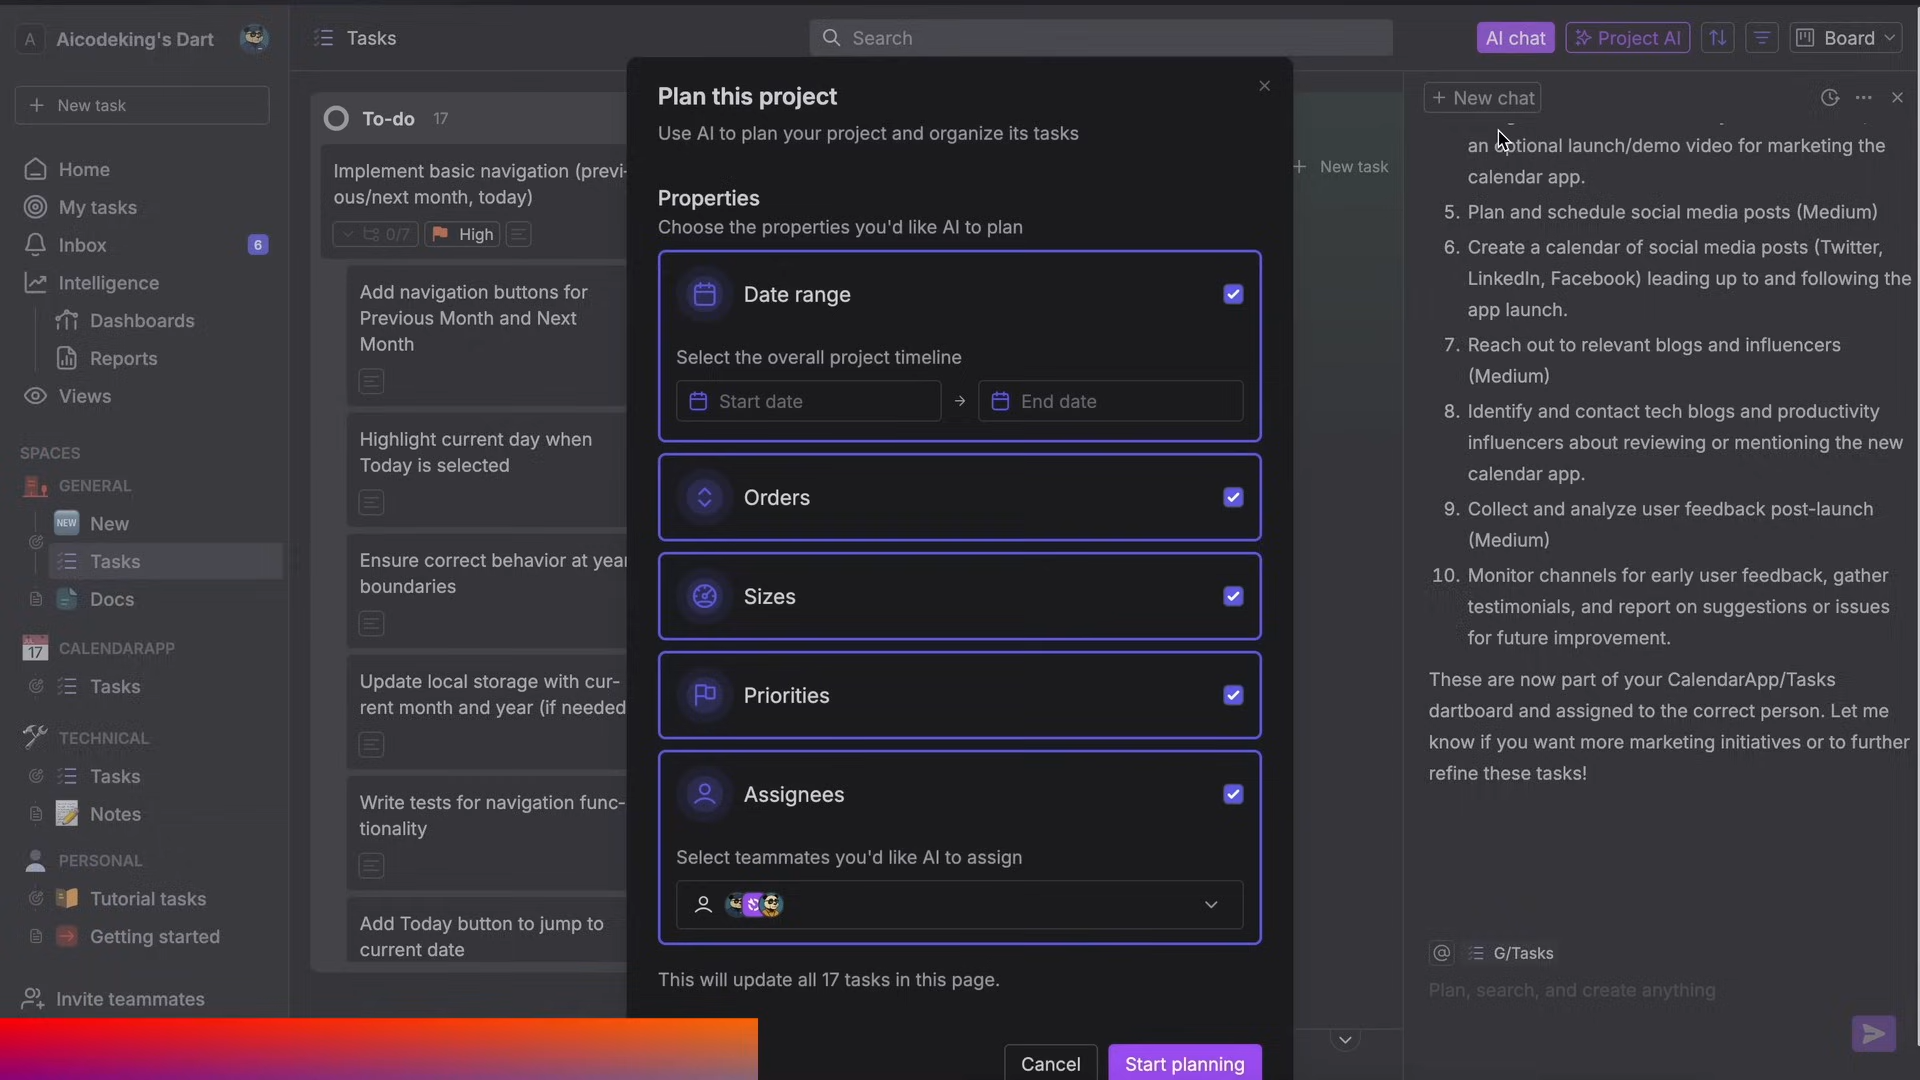 A
Aicodeking's Dart
New task
Home
My tasks
Inbox
6
Intelligence
Dashboards
Reports
Views
SPACES
GENERAL
NEW
New
Tasks
Docs
17
CALENDARAPP
Tasks
TECHNICAL
Tasks
Notes
PERSONAL
Tutorial tasks
Getting started
Invite teammates
Tasks
Search
AI chat
Project AI
Board
To-do 17
Implement basic navigation (previ-
ous/next month, today)
0/7
High
Add navigation buttons for
Previous Month and Next
Month
Highlight current day when
Today is selected
Ensure correct behavior at year
boundaries
Update local storage with cur-
rent month and year (if needed
Write tests for navigation func-
tionality
Add Today button to jump to
current date
New task
Plan this project
Use AI to plan your project and organize its tasks
Properties
Choose the properties you'd like AI to plan
Date range
Select the overall project timeline
Start date
End date
Orders
Sizes
Priorities
Assignees
Select teammates you'd like AI to assign
This will update all 17 tasks in this page.
Cancel
Start planning
+ New chat
an optional launch/demo video for marketing the
calendar app.
5. Plan and schedule social media posts (Medium)
6. Create a calendar of social media posts (Twitter,
LinkedIn, Facebook) leading up to and following the
app launch.
7. Reach out to relevant blogs and influencers
(Medium)
8. Identify and contact tech blogs and productivity
influencers about reviewing or mentioning the new
calendar app.
9. Collect and analyze user feedback post-launch
(Medium)
10. Monitor channels for early user feedback, gather
testimonials, and report on suggestions or issues
for future improvement.
These are now part of your CalendarApp/Tasks
dartboard and assigned to the correct person. Let me
know if you want more marketing initiatives or to further
refine these tasks!
@
G/Tasks
Plan, search, and create anything